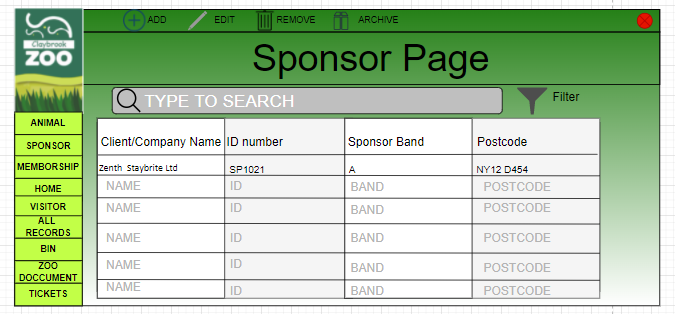 Claybrook
ZOO
ADD EDIT REMOVE ARCHIVE
Sponsor Page
TYPE TO SEARCH
Filter
ANIMAL
SPONSOR
MEMBORSHIP
HOME
VISITOR
ALL
RECORDS
BIN
ZOO
DOCCUMENT
TICKETS
Client/Company Name ID number Sponsor Band Postcode
Zenth Staybrite Ltd SP1021 A NY12 D454
NAME ID BAND POSTCODE
NAME ID BAND POSTCODE
NAME ID BAND POSTCODE
NAME ID BAND POSTCODE
NAME ID BAND POSTCODE